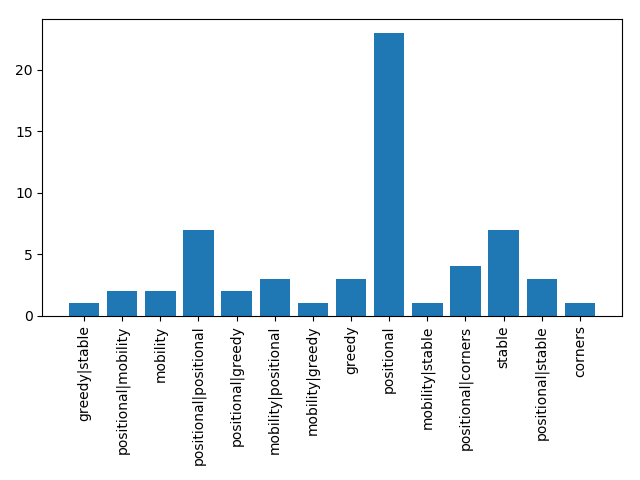 20
15
10
5
0
greedy|stable
positional|mobility
mobility
positional|positional
positional|greedy
mobility|positional
mobility|greedy
greedy
positional
mobility|stable
positional|corners
stable
positional|stable
corners